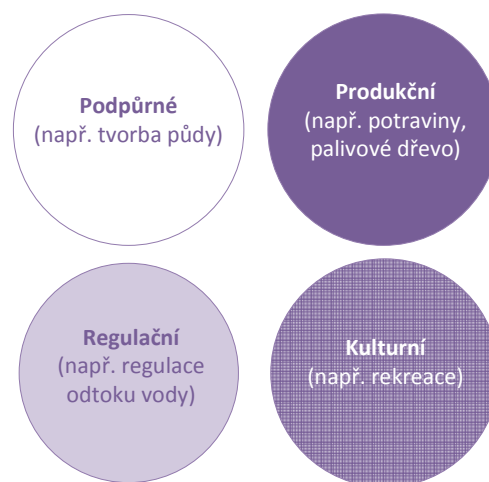 Podpůrné
(např. tvorba půdy)
Produkční
(např. potraviny,
palivové dřevo)
Regulační
(např. regulace
odtoku vody)
Kulturní
(např. rekreace)